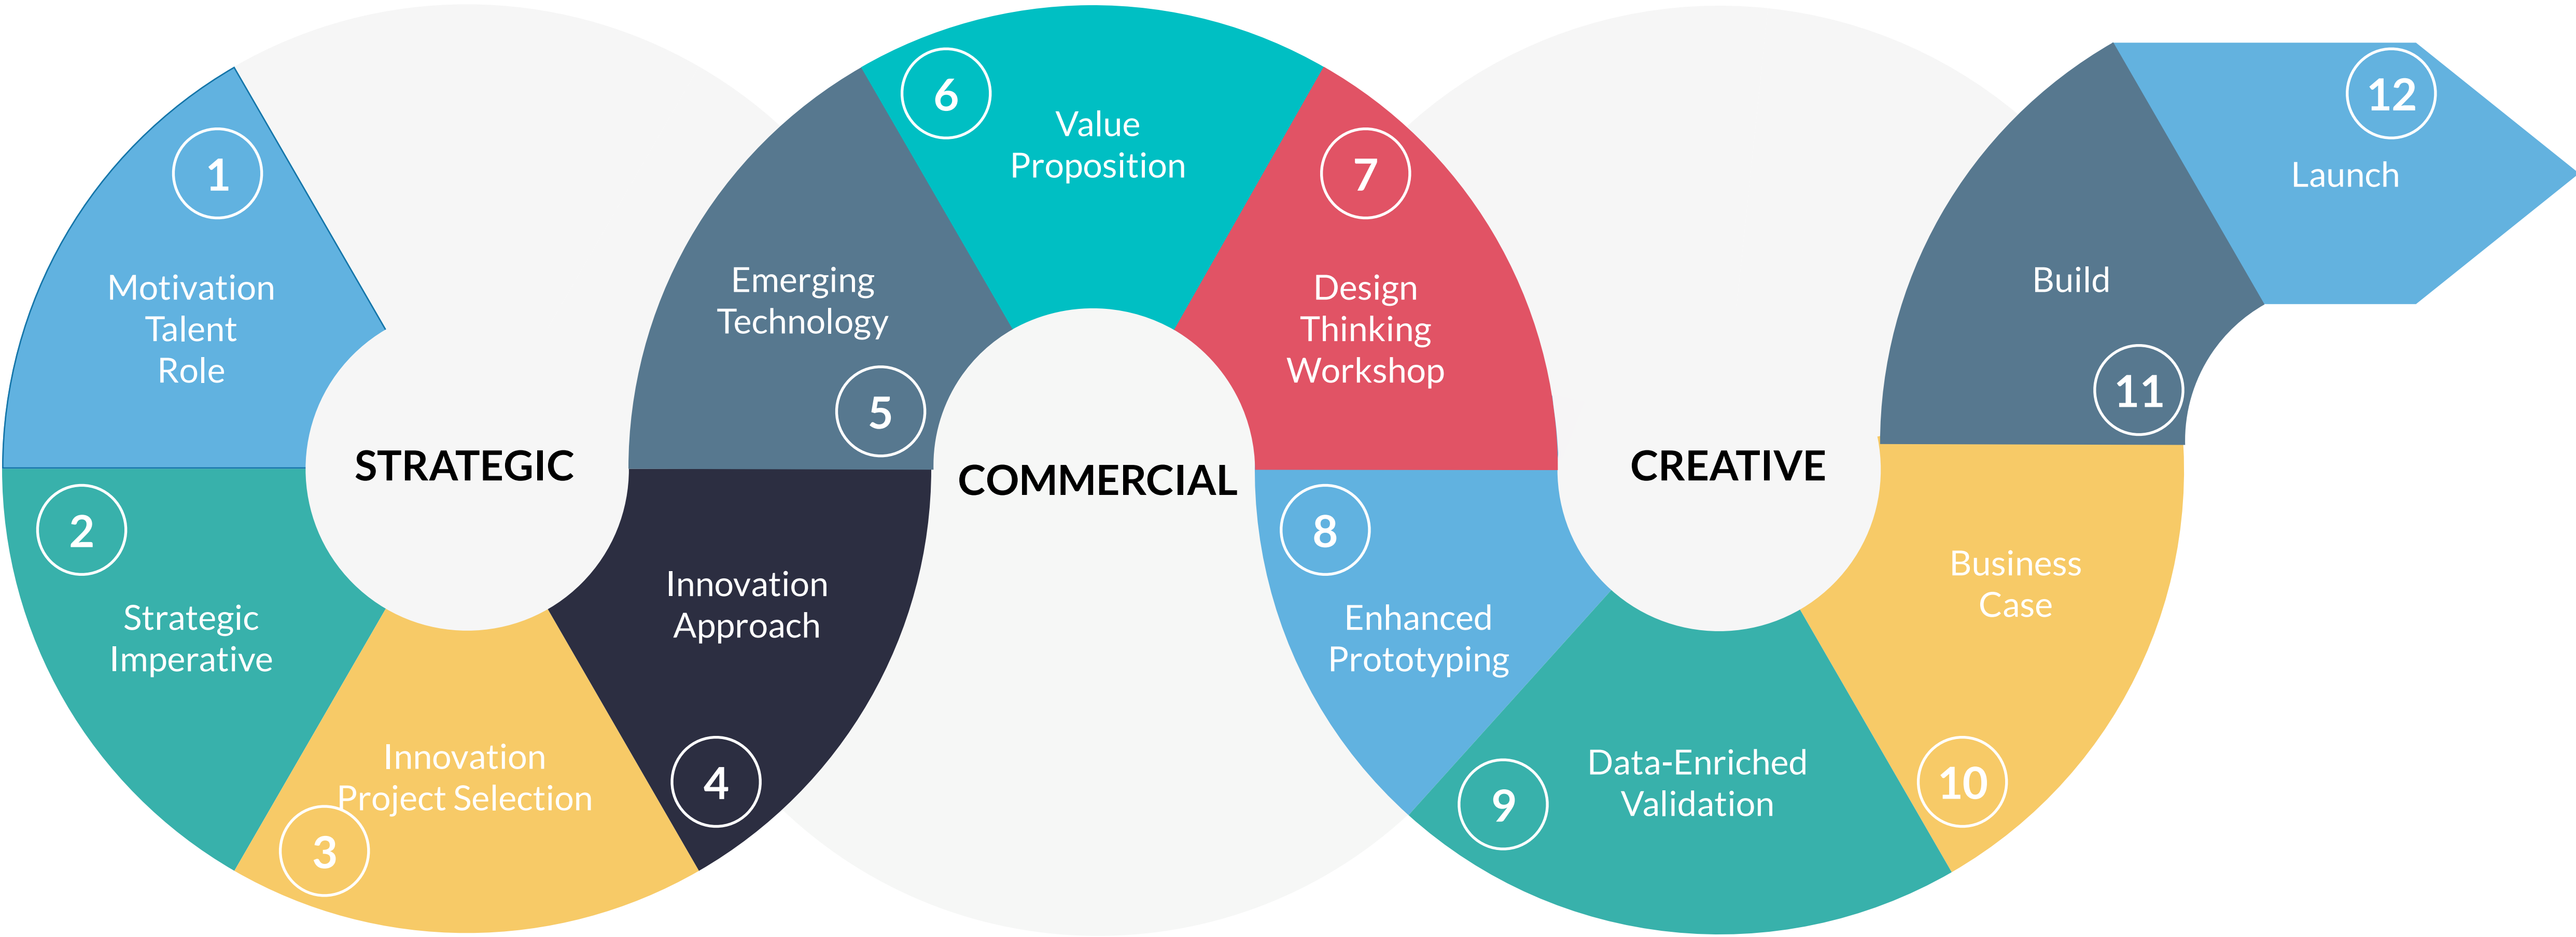 1
Motivation
Talent
Role
2
Strategic
Imperative
3
Innovation
Project Selection
4
Innovation
Approach
STRATEGIC
5
Emerging
Technology
6
Value
Proposition
7
Design
Thinking
Workshop
COMMERCIAL
8
Enhanced
Prototyping
9
Data-Enriched
Validation
10
Business
Case
CREATIVE
11
Build
12
Launch